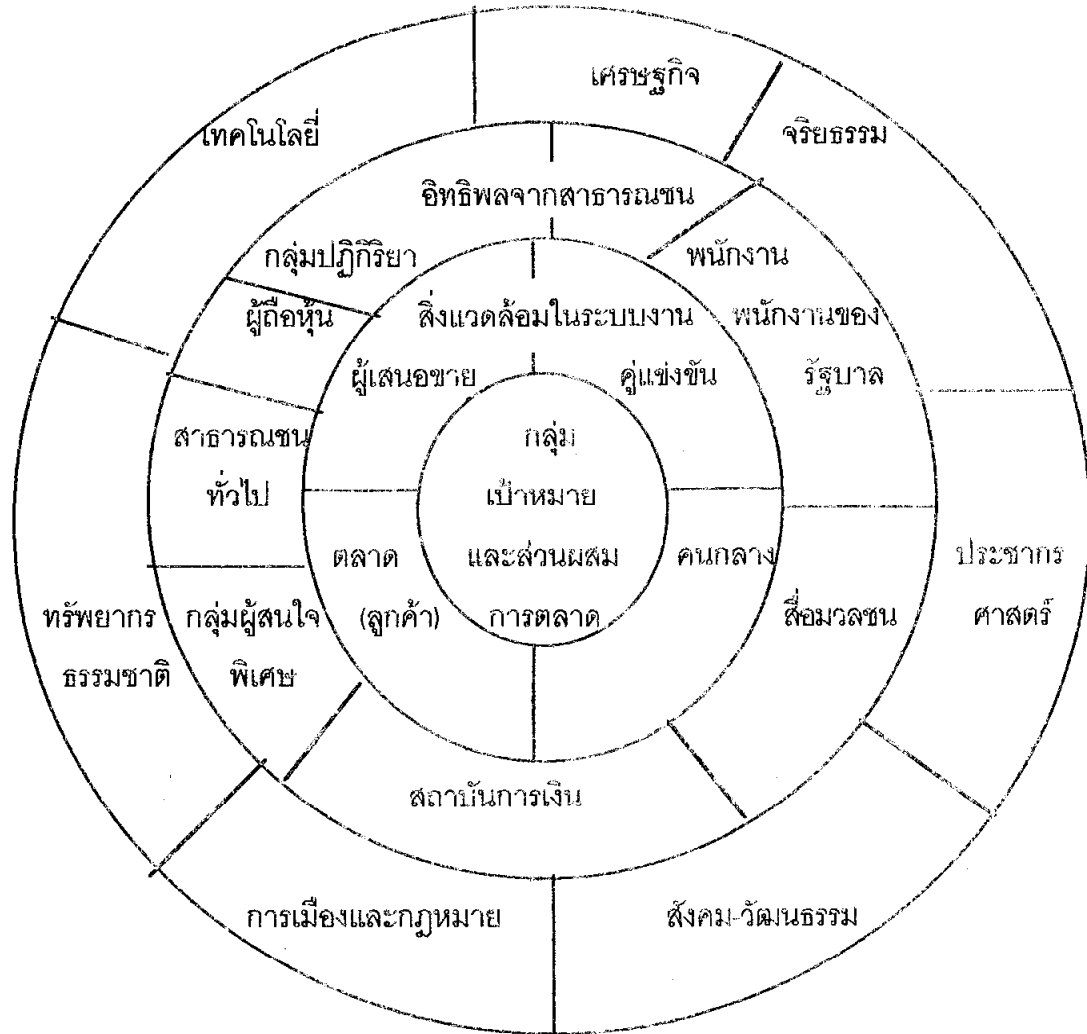 เศรษฐกิจ
เทคโนโลยี่
จริยธรรม
อิทธิพลจากสาธารณชน
กลุ่มปฏิกิริยา
พนักงาน
ผู้ถือหุ้น
สิ่งแวดล้อมในระบบงาน
พนักงานของ
รัฐบาล
ผู้เสนอขาย
คู่แข่งขัน
สาธารณชน
ทั่วไป
กลุ่ม
เป้าหมาย
และส่วนผสม
การตลาด
ตลาด
(ลูกค้า)
คนกลาง
ประชากร
ศาสตร์
ทรัพยากร
ธรรมชาติ
กลุ่มผู้สนใจ
พิเศษ
สื่อมวลชน
สถาบันการเงิน
การเมืองและกฎหมาย
สังคม-วัฒนธรรม